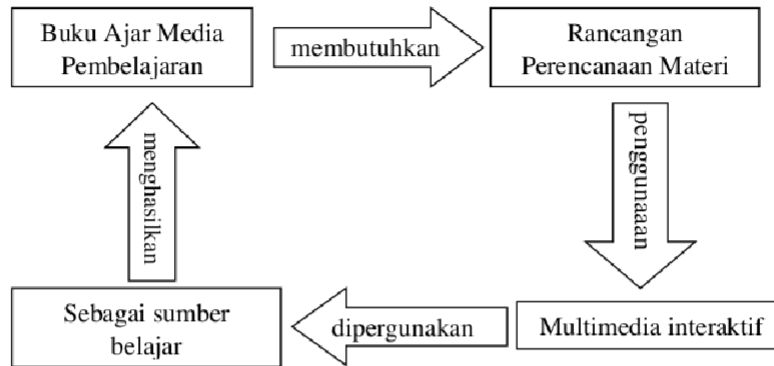 Buku Ajar Media
Pembelajaran
membutuhkan
Rancangan
Perencanaan Materi
penggunaaan
Multimedia interaktif
dipergunakan
Sebagai sumber
belajar
menghasilkan